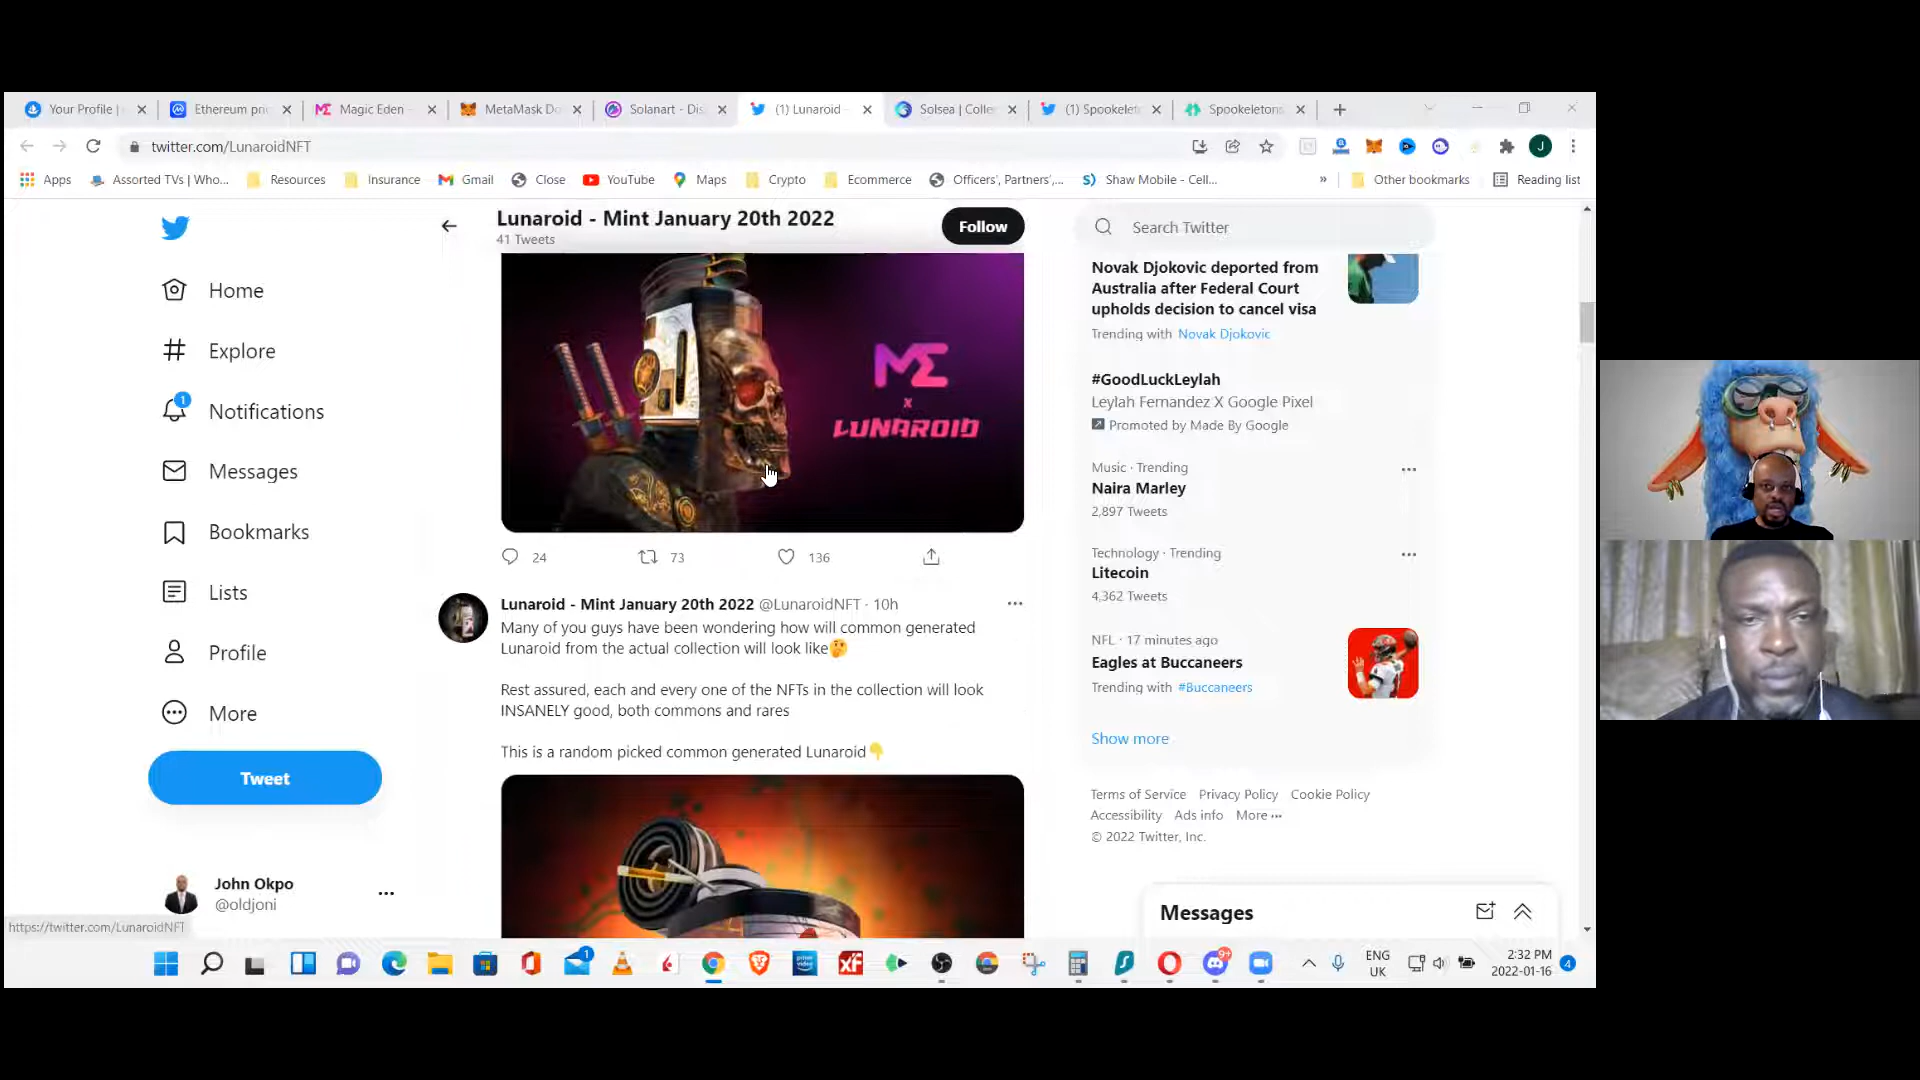 Your Profile |
Ethereum pri
Magic Eden
MetaMask Do
Solanart - Dis
(1) Lunaroid
Solsea | Colle
(1) Spookelet
Spookeletons
twitter.com/LunaroidNFT
J
Apps
Assorted TVs | Who...
Resources
Insurance
Gmail
Close
YouTube
Maps
Crypto
Ecommerce
Officers', Partners',...
Shaw Mobile - Cell...
»
Other bookmarks
Reading list
Lunaroid - Mint January 20th 2022
41 Tweets
Follow
Home
Explore
1
Notifications
Messages
Bookmarks
Lists
Profile
More
Tweet
John Okpo
@oldjoni
https://twitter.com/LunaroidNFT
ME
x
LUNAROID
24
73
136
Lunaroid - Mint January 20th 2022 @LunaroidNFT · 10h
Many of you guys have been wondering how will common generated
Lunaroid from the actual collection will look like🤔
Rest assured, each and every one of the NFTs in the collection will look
INSANELY good, both commons and rares
This is a random picked common generated Lunaroid👇
Search Twitter
Novak Djokovic deported from
Australia after Federal Court
upholds decision to cancel visa
Trending with Novak Djokovic
#GoodLuckLeylah
Leylah Fernandez X Google Pixel
Promoted by Made By Google
Music · Trending
Naira Marley
2,897 Tweets
Technology · Trending
Litecoin
4,362 Tweets
NFL · 17 minutes ago
Eagles at Buccaneers
Trending with #Buccaneers
Show more
Terms of Service Privacy Policy Cookie Policy
Accessibility Ads info More ···
© 2022 Twitter, Inc.
Messages
1
prime video
XF
9+
ENG
UK
2:32 PM
2022-01-16
4